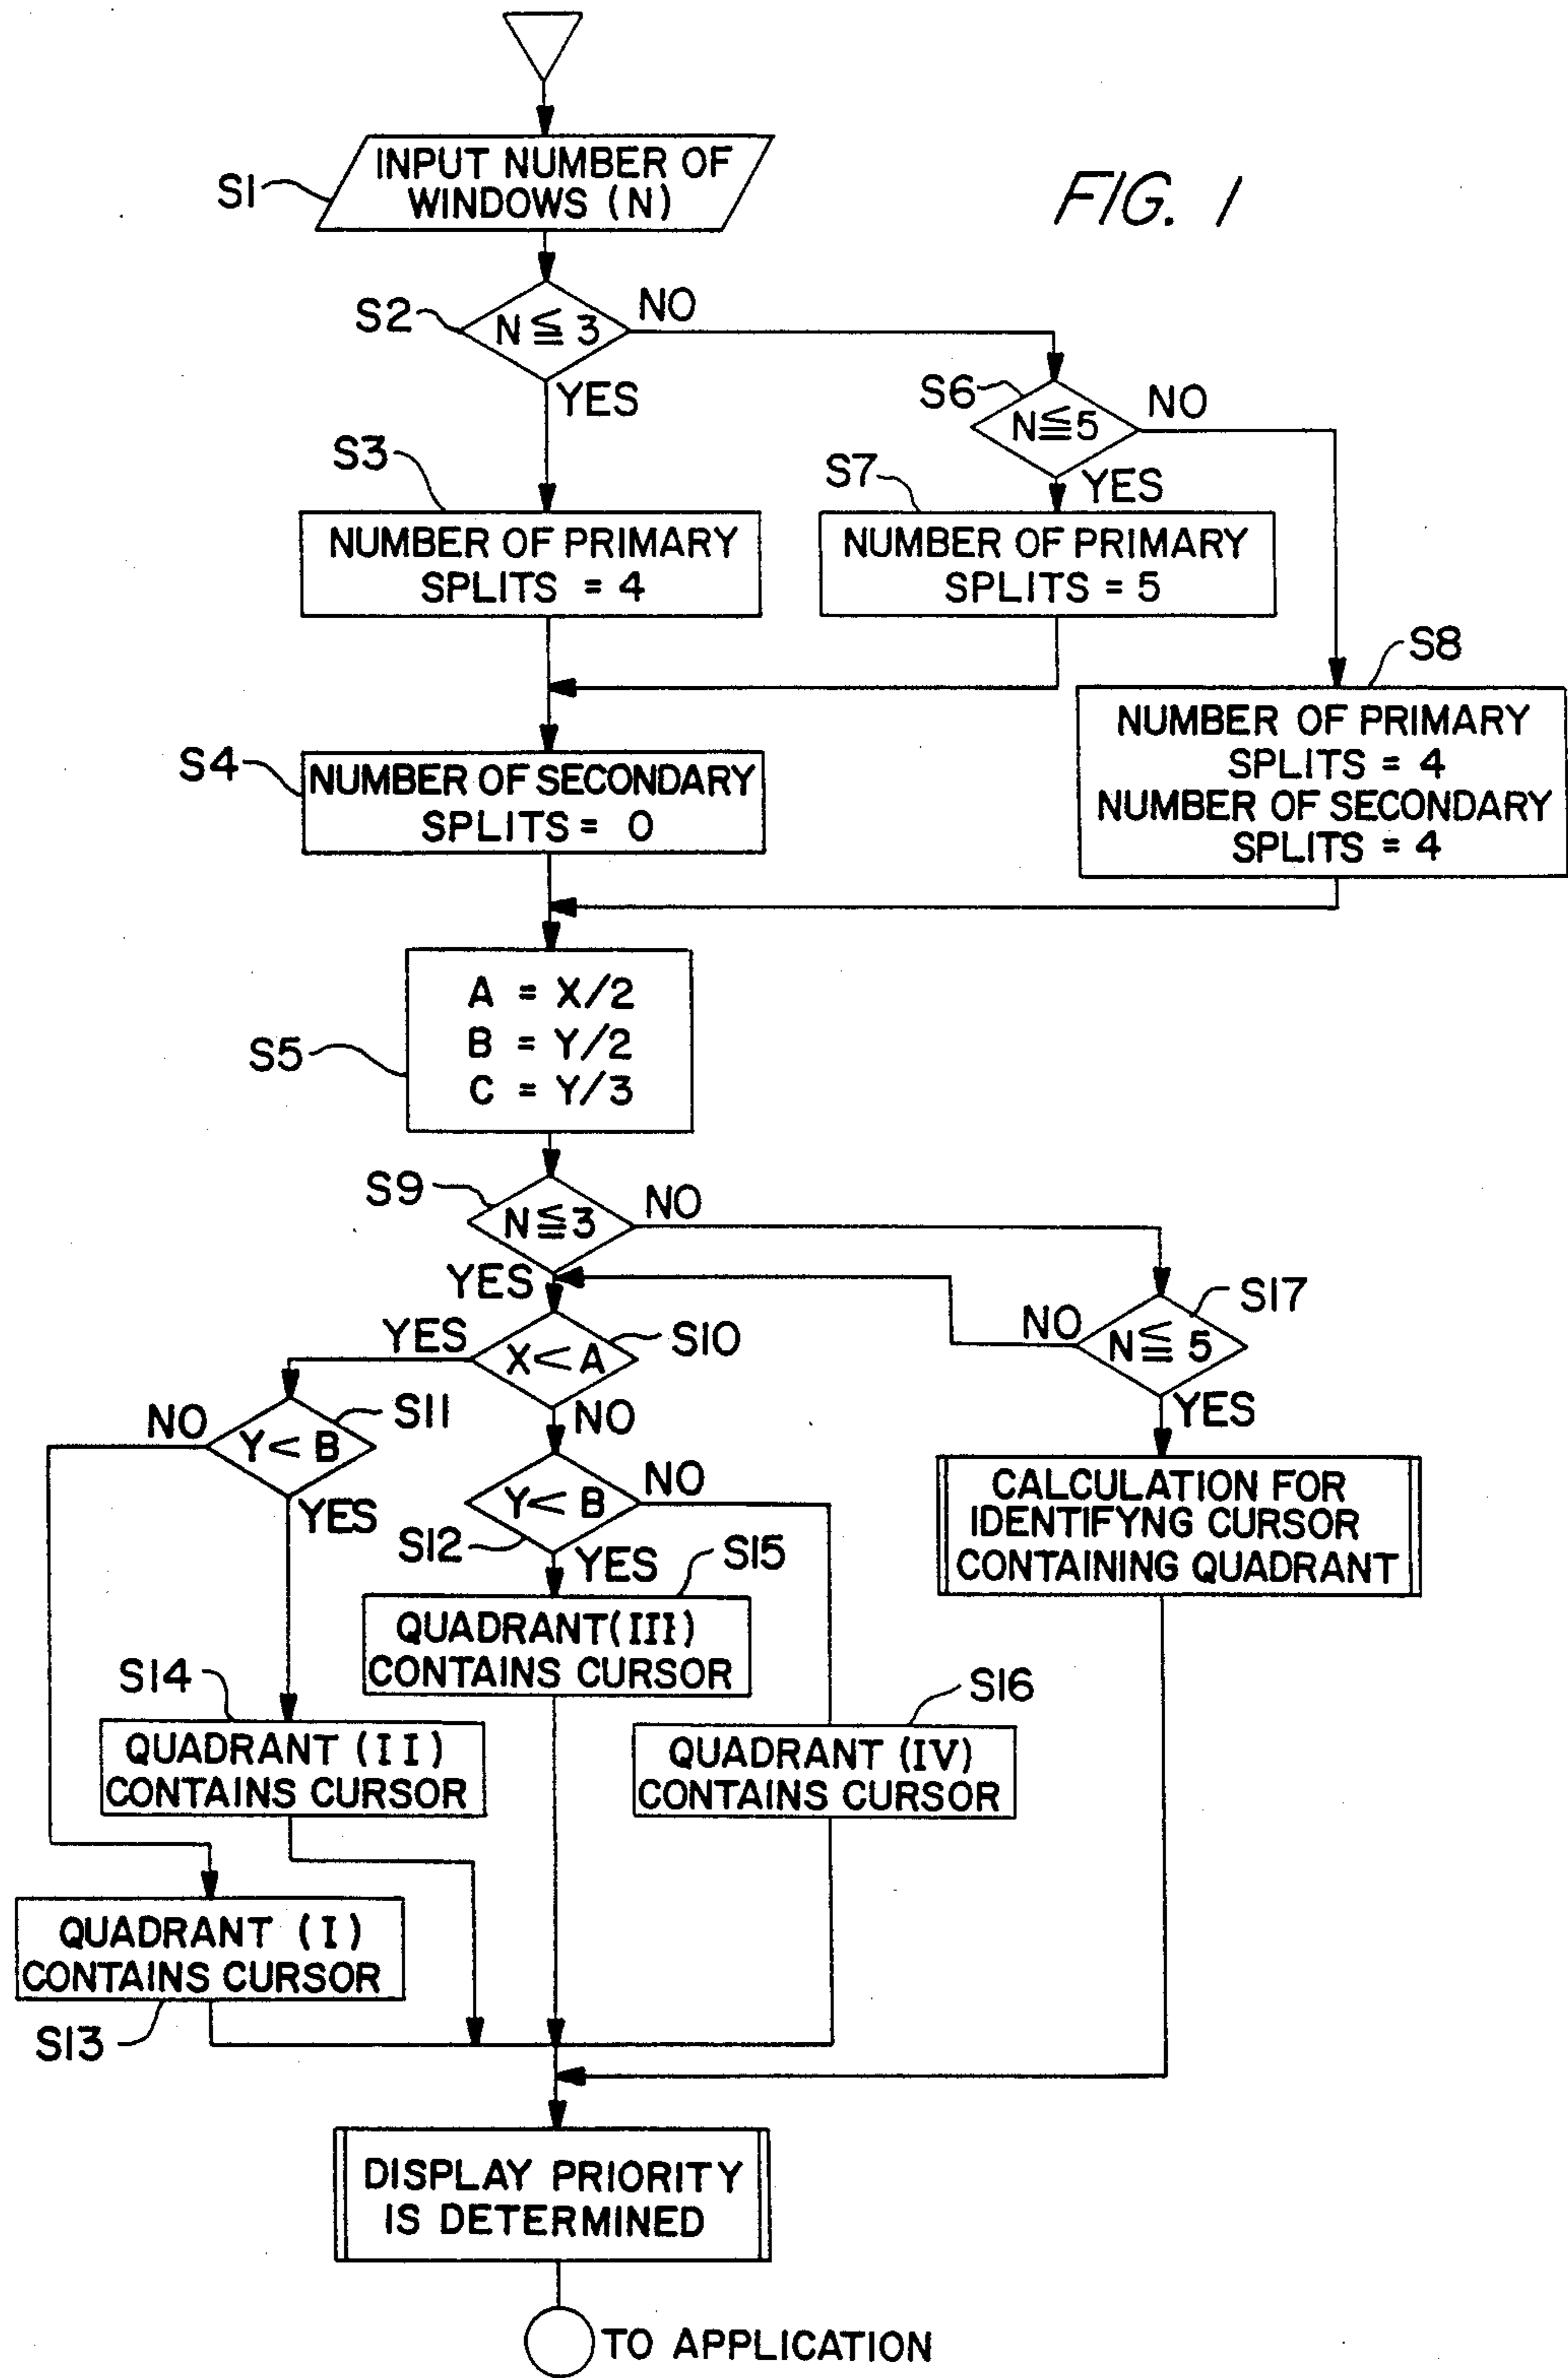 FIG. 1
S1
INPUT NUMBER OF
WINDOWS (N)
S2
N ≦ 3
NO
YES
S6
N≦5
NO
YES
S3
NUMBER OF PRIMARY
SPLITS = 4
S7
NUMBER OF PRIMARY
SPLITS = 5
S8
NUMBER OF PRIMARY
SPLITS = 4
NUMBER OF SECONDARY
SPLITS = 4
S4
NUMBER OF SECONDARY
SPLITS = 0
S5
A = X/2
B = Y/2
C = Y/3
S9
N≦3
NO
YES
S17
N≦ 5
NO
YES
S10
X< A
YES
NO
S11
Y< B
NO
YES
S12
Y< B
NO
YES
CALCULATION FOR
IDENTIFYNG CURSOR
CONTAINING QUADRANT
S15
QUADRANT(III)
CONTAINS CURSOR
S14
QUADRANT (II)
CONTAINS CURSOR
S16
QUADRANT (IV)
CONTAINS CURSOR
QUADRANT (I)
CONTAINS CURSOR
S13
DISPLAY PRIORITY
IS DETERMINED
TO APPLICATION